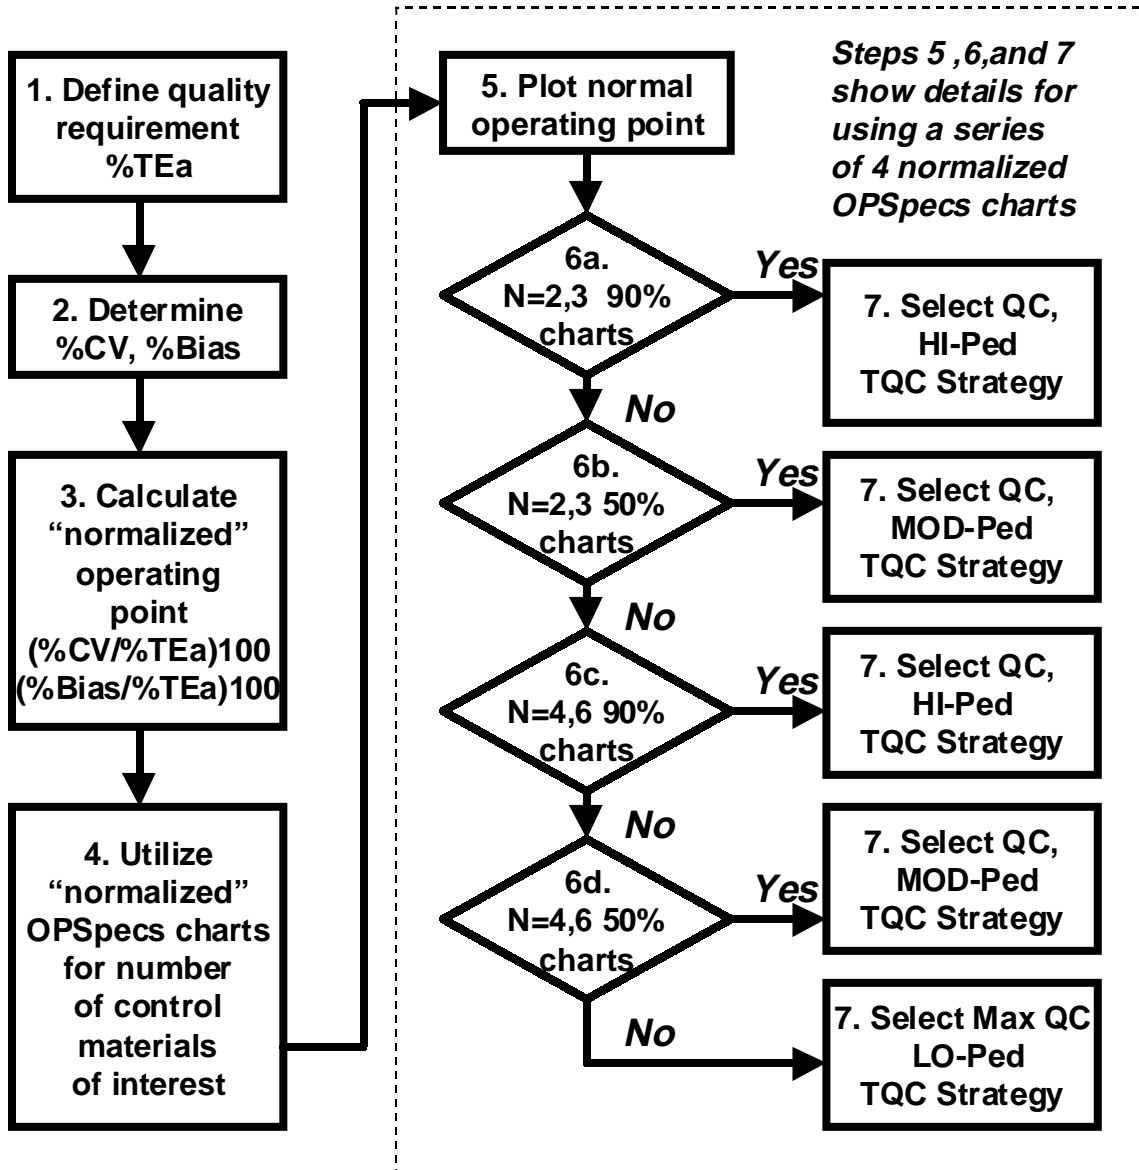 1. Define quality
requirement
%TEa
2. Determine
%CV, %Bias
3. Calculate
“normalized”
operating
point
(%CV/%TEa)100
(%Bias/%TEa)100
4. Utilize
“normalized”
OPSpecs charts
for number
of control
materials
of interest
5. Plot normal
operating point
Steps 5 ,6,and 7
show details for
using a series
of 4 normalized
OPSpecs charts
6a.
N=2,3 90%
charts
Yes
7. Select QC,
HI-Ped
TQC Strategy
No
6b.
N=2,3 50%
charts
Yes
7. Select QC,
MOD-Ped
TQC Strategy
No
6c.
N=4,6 90%
charts
Yes
7. Select QC,
HI-Ped
TQC Strategy
No
6d.
N=4,6 50%
charts
Yes
7. Select QC,
MOD-Ped
TQC Strategy
No
7. Select Max QC
LO-Ped
TQC Strategy